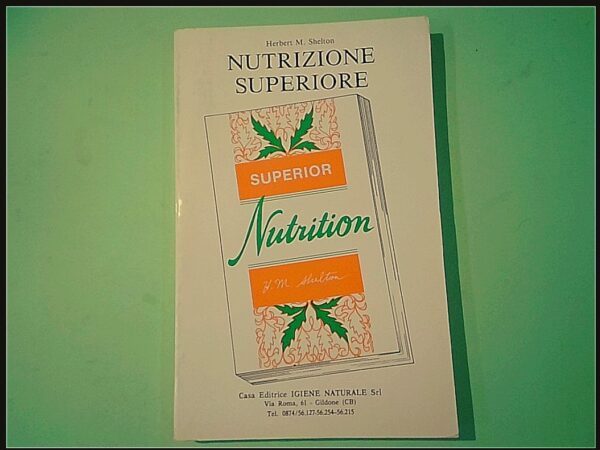 Herbert M. Shelton
NUTRIZIONE
SUPERIORE
SUPERIOR
Nutrition
H. M. Shelton
Casa Editrice IGIENE NATURALE Srl
Via Roma, 61 - Gildone (CB)
Tel. 0874/56.127-56.254-56.215